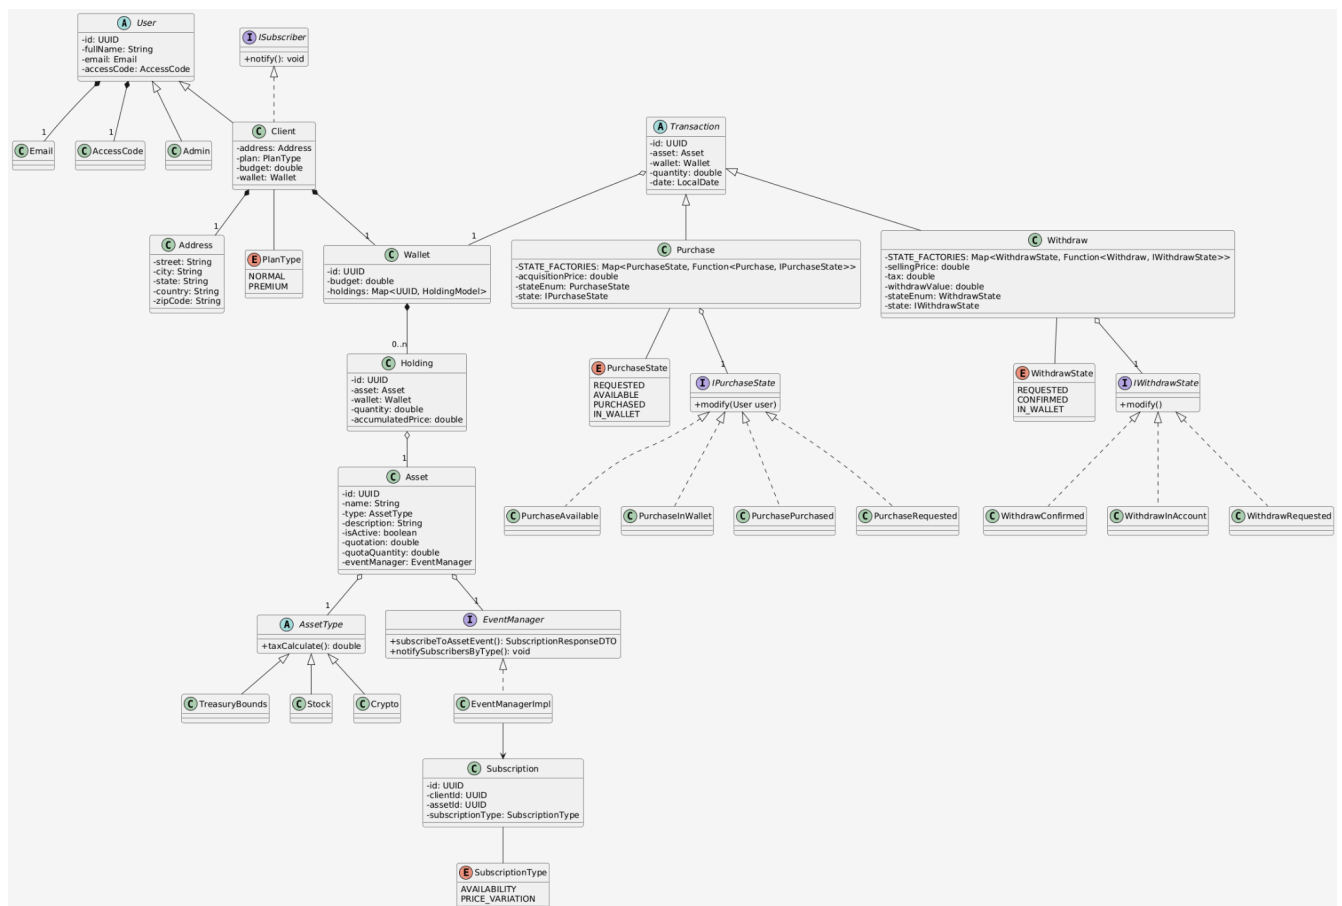 A User
-id: UUID
-fullName: String
-email: Email
-accessCode: AccessCode
I ISubscriber
+notify(): void
1
C Email
1
C AccessCode
C Admin
C Client
-address: Address
-plan: PlanType
-budget: double
-wallet: Wallet
A Transaction
-id: UUID
-asset: Asset
-wallet: Wallet
-quantity: double
-date: LocalDate
1
C Address
-street: String
-city: String
-state: String
-country: String
-zipCode: String
E PlanType
NORMAL
PREMIUM
1
1
C Wallet
-id: UUID
-budget: double
-holdings: Map<UUID, HoldingModel>
C Purchase
-STATE_FACTORIES: Map<PurchaseState, Function<Purchase, IPurchaseState>>
-acquisitionPrice: double
-stateEnum: PurchaseState
-state: IPurchaseState
C Withdraw
-STATE_FACTORIES: Map<WithdrawState, Function<Withdraw, IWithdrawState>>
-sellingPrice: double
-tax: double
-withdrawValue: double
-stateEnum: WithdrawState
-state: IWithdrawState
0..n
C Holding
-id: UUID
-asset: Asset
-wallet: Wallet
-quantity: double
-accumulatedPrice: double
E PurchaseState
REQUESTED
AVAILABLE
PURCHASED
IN_WALLET
1
I IPurchaseState
+modify(User user)
E WithdrawState
REQUESTED
CONFIRMED
IN_WALLET
1
I IWithdrawState
+modify()
1
C Asset
-id: UUID
-name: String
-type: AssetType
-description: String
-isActive: boolean
-quotation: double
-quotaQuantity: double
-eventManager: EventManager
C PurchaseAvailable
C PurchaseInWallet
C PurchasePurchased
C PurchaseRequested
C WithdrawConfirmed
C WithdrawInAccount
C WithdrawRequested
1
A AssetType
+taxCalculate(): double
1
I EventManager
+subscribeToAssetEvent(): SubscriptionResponseDTO
+notifySubscribersByType(): void
C TreasuryBounds
C Stock
C Crypto
C EventManagerImpl
C Subscription
-id: UUID
-clientId: UUID
-assetId: UUID
-subscriptionType: SubscriptionType
E SubscriptionType
AVAILABILITY
PRICE_VARIATION